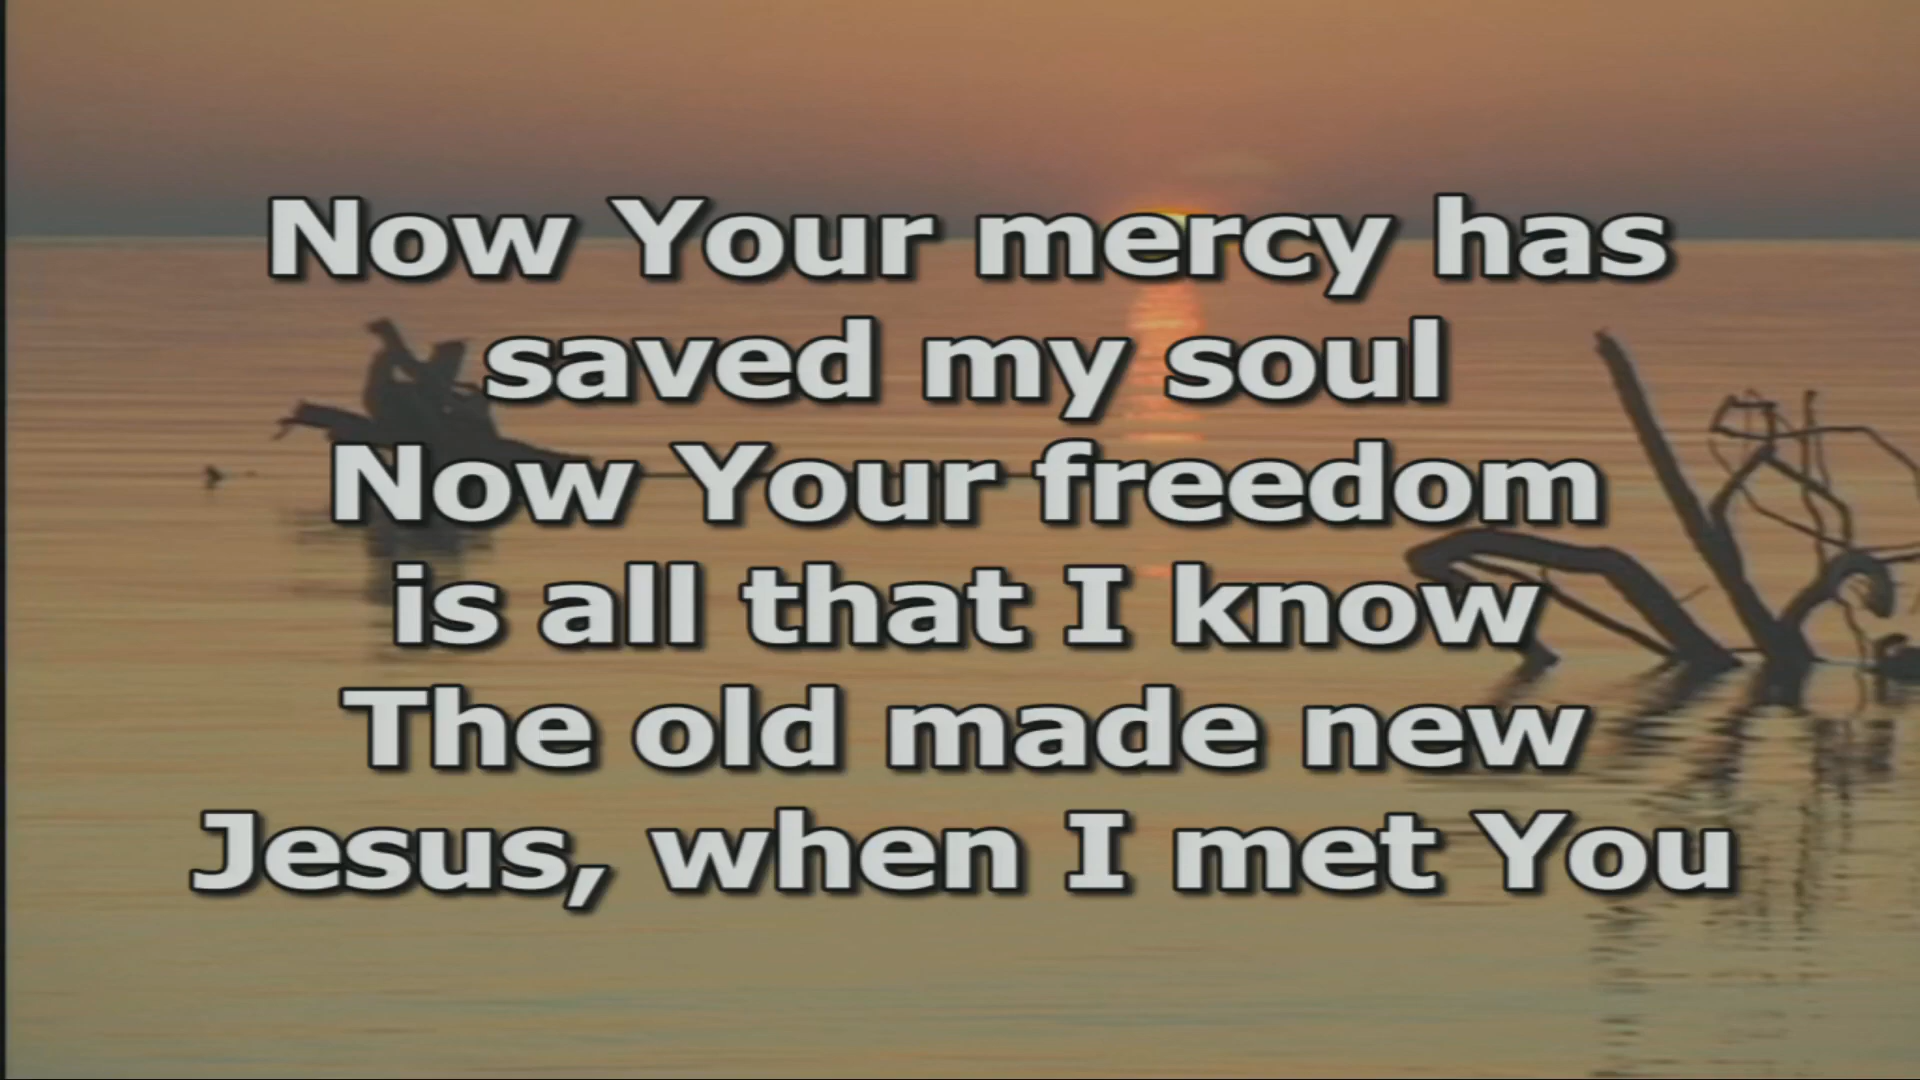 Now Your mercy has
saved my soul
Now Your freedom
is all that I know
The old made new
Jesus, when I met You